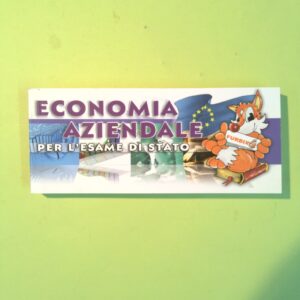 ECONOMIA
AZIENDALE
PER L'ESAME DI STATO